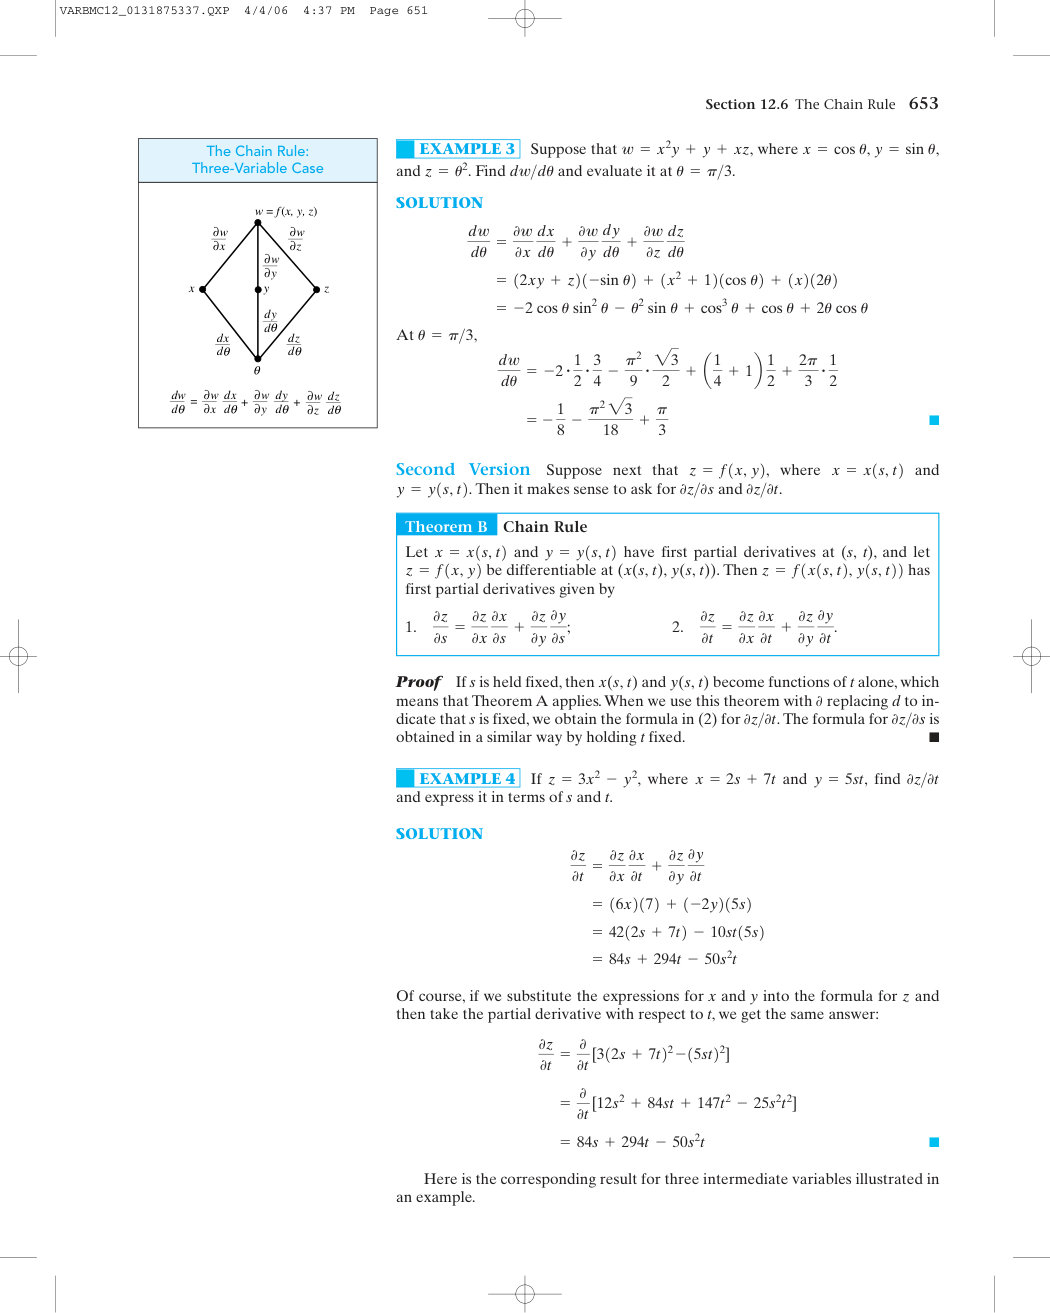 VARBMC12_0131875337.QXP 4/4/06 4:37 PM Page 651
Section 12.6 The Chain Rule 653
The Chain Rule:
Three-Variable Case
w = f(x, y, z)
∂w/∂x ∂w/∂z
∂w/∂y
x y z
dy/dθ
dx/dθ dz/dθ
θ
dw/dθ = ∂w/∂x dx/dθ + ∂w/∂y dy/dθ + ∂w/∂z dz/dθ
EXAMPLE 3 Suppose that w = x²y + y + xz, where x = cos θ, y = sin θ,
and z = θ². Find dw/dθ and evaluate it at θ = π/3.
SOLUTION
dw/dθ = ∂w/∂x dx/dθ + ∂w/∂y dy/dθ + ∂w/∂z dz/dθ
= (2xy + z)(−sin θ) + (x² + 1)(cos θ) + (x)(2θ)
= −2 cos θ sin² θ − θ² sin θ + cos³ θ + cos θ + 2θ cos θ
At θ = π/3,
dw/dθ = −2 · 1/2 · 3/4 − π²/9 · √3/2 + (1/4 + 1) 1/2 + 2π/3 · 1/2
= −1/8 − π²√3/18 + π/3
Second Version Suppose next that z = f(x, y), where x = x(s, t) and
y = y(s, t). Then it makes sense to ask for ∂z/∂s and ∂z/∂t.
Theorem B Chain Rule
Let x = x(s, t) and y = y(s, t) have first partial derivatives at (s, t), and let
z = f(x, y) be differentiable at (x(s, t), y(s, t)). Then z = f(x(s, t), y(s, t)) has
first partial derivatives given by
1. ∂z/∂s = ∂z/∂x ∂x/∂s + ∂z/∂y ∂y/∂s; 2. ∂z/∂t = ∂z/∂x ∂x/∂t + ∂z/∂y ∂y/∂t.
Proof If s is held fixed, then x(s, t) and y(s, t) become functions of t alone, which
means that Theorem A applies. When we use this theorem with ∂ replacing d to in-
dicate that s is fixed, we obtain the formula in (2) for ∂z/∂t. The formula for ∂z/∂s is
obtained in a similar way by holding t fixed.
EXAMPLE 4 If z = 3x² − y², where x = 2s + 7t and y = 5st, find ∂z/∂t
and express it in terms of s and t.
SOLUTION
∂z/∂t = ∂z/∂x ∂x/∂t + ∂z/∂y ∂y/∂t
= (6x)(7) + (−2y)(5s)
= 42(2s + 7t) − 10st(5s)
= 84s + 294t − 50s²t
Of course, if we substitute the expressions for x and y into the formula for z and
then take the partial derivative with respect to t, we get the same answer:
∂z/∂t = ∂/∂t [3(2s + 7t)² − (5st)²]
= ∂/∂t [12s² + 84st + 147t² − 25s²t²]
= 84s + 294t − 50s²t
Here is the corresponding result for three intermediate variables illustrated in
an example.